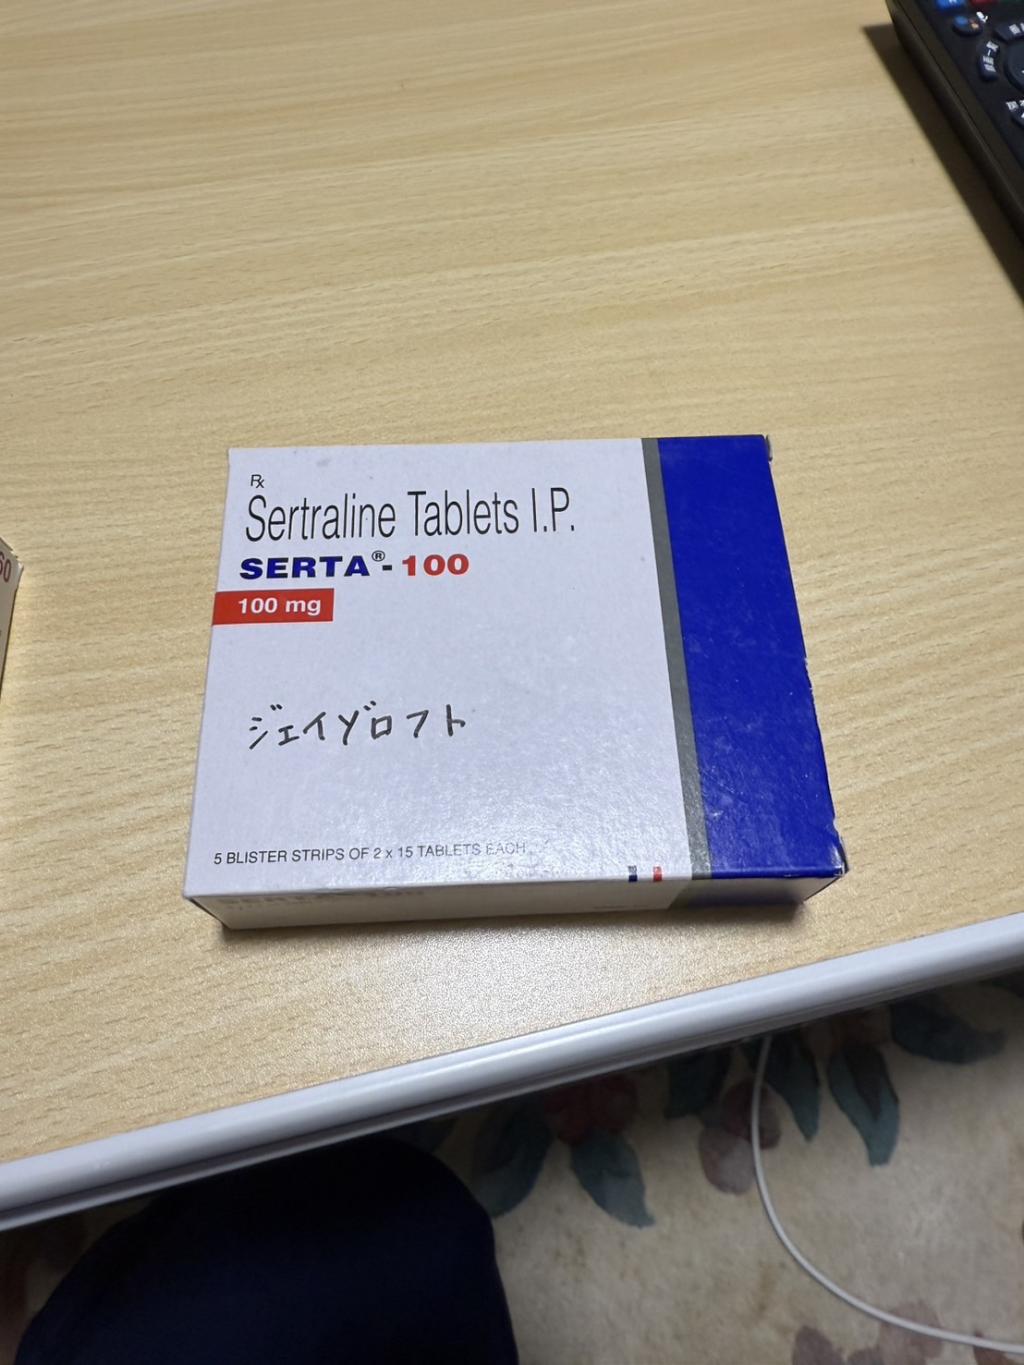 Rx
Sertraline Tablets I.P.
SERTA®-100
100 mg
ジェイゾロフト
5 BLISTER STRIPS OF 2 x 15 TABLETS EACH